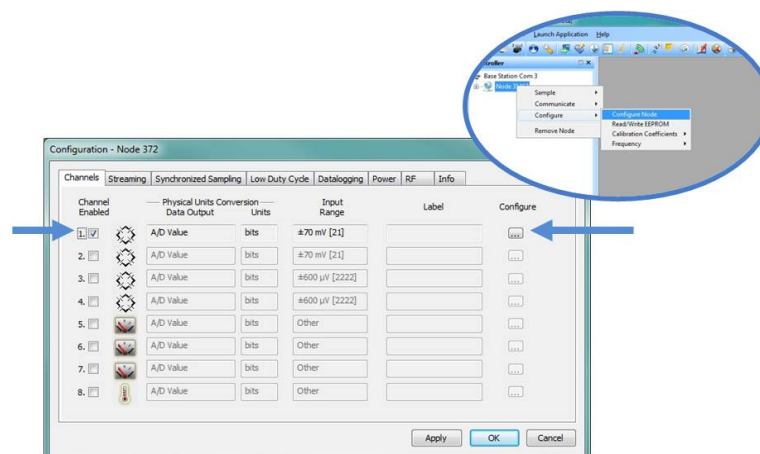 Launch Application Help
Base Station Com 3
Sample
Communicate
Configure
Remove Node
Configure Node
Read/Write EEPROM
Calibration Coefficients
Frequency
Configuration - Node 372
Channels Streaming Synchronized Sampling Low Duty Cycle Datalogging Power RF Info
Channel Enabled
Physical Units Conversion
Data Output Units
Input Range
Label
Configure
1. A/D Value bits ±70 mV [21] ...
2. A/D Value bits ±70 mV [21] ...
3. A/D Value bits ±600 µV [2222] ...
4. A/D Value bits ±600 µV [2222] ...
5. A/D Value bits Other ...
6. A/D Value bits Other ...
7. A/D Value bits Other ...
8. A/D Value bits Other ...
Apply OK Cancel